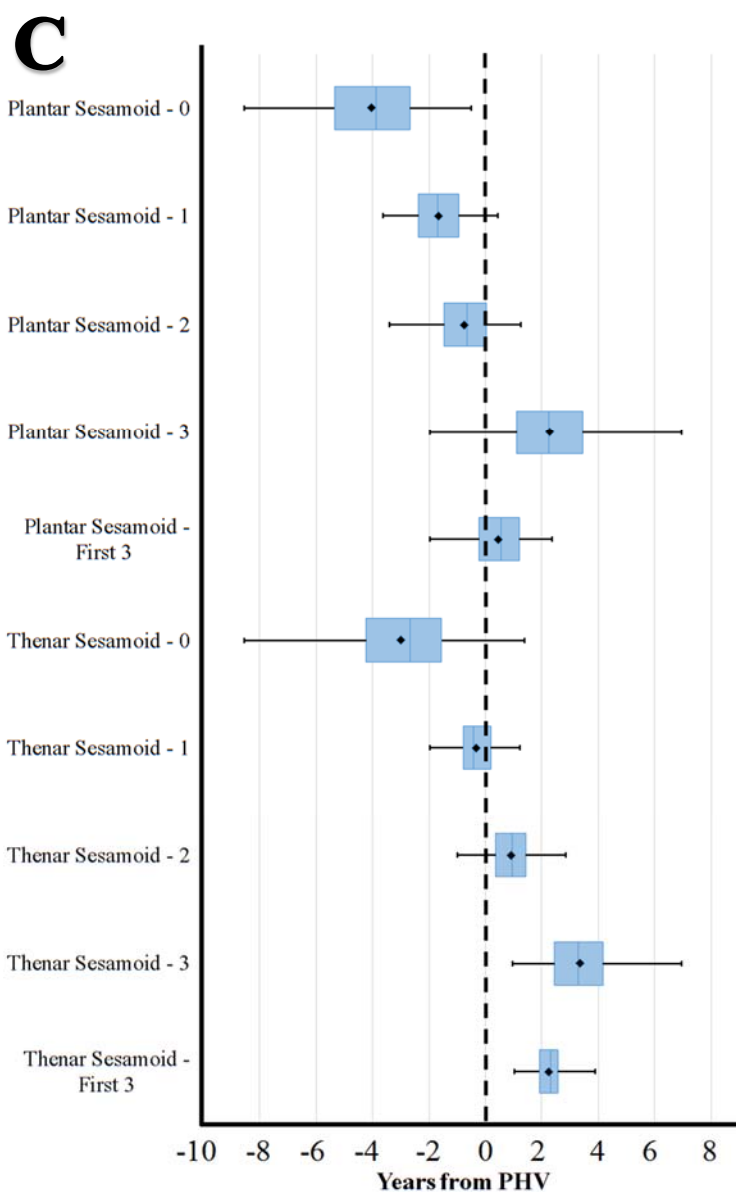 C
Plantar Sesamoid - 0
Plantar Sesamoid - 1
Plantar Sesamoid - 2
Plantar Sesamoid - 3
Plantar Sesamoid -
First 3
Thenar Sesamoid - 0
Thenar Sesamoid - 1
Thenar Sesamoid - 2
Thenar Sesamoid - 3
Thenar Sesamoid -
First 3
-10 -8 -6 -4 -2 0 2 4 6 8
Years from PHV